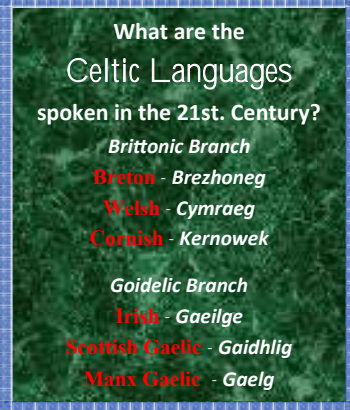 What are the
Celtic Languages
spoken in the 21st. Century?
Brittonic Branch
Breton - Brezhoneg
Welsh - Cymraeg
Cornish - Kernowek
Goidelic Branch
Irish - Gaeilge
Scottish Gaelic - Gaidhlig
Manx Gaelic - Gaelg